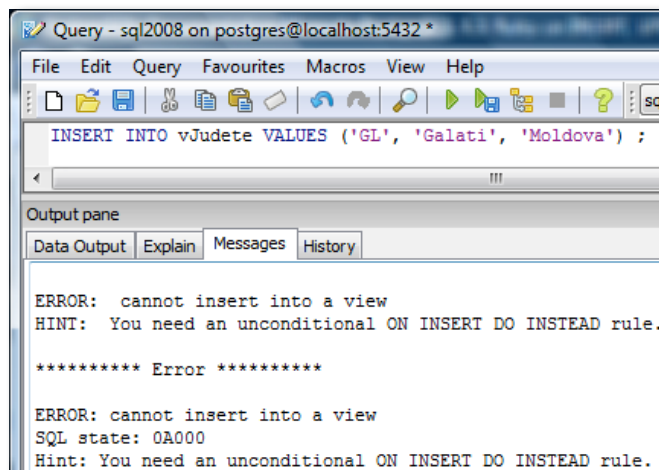 Query - sql2008 on postgres@localhost:5432 *
File Edit Query Favourites Macros View Help
INSERT INTO vJudete VALUES ('GL', 'Galati', 'Moldova') ;
Output pane
Data Output Explain Messages History
ERROR:  cannot insert into a view
HINT:  You need an unconditional ON INSERT DO INSTEAD rule.
********** Error **********
ERROR: cannot insert into a view
SQL state: 0A000
Hint: You need an unconditional ON INSERT DO INSTEAD rule.